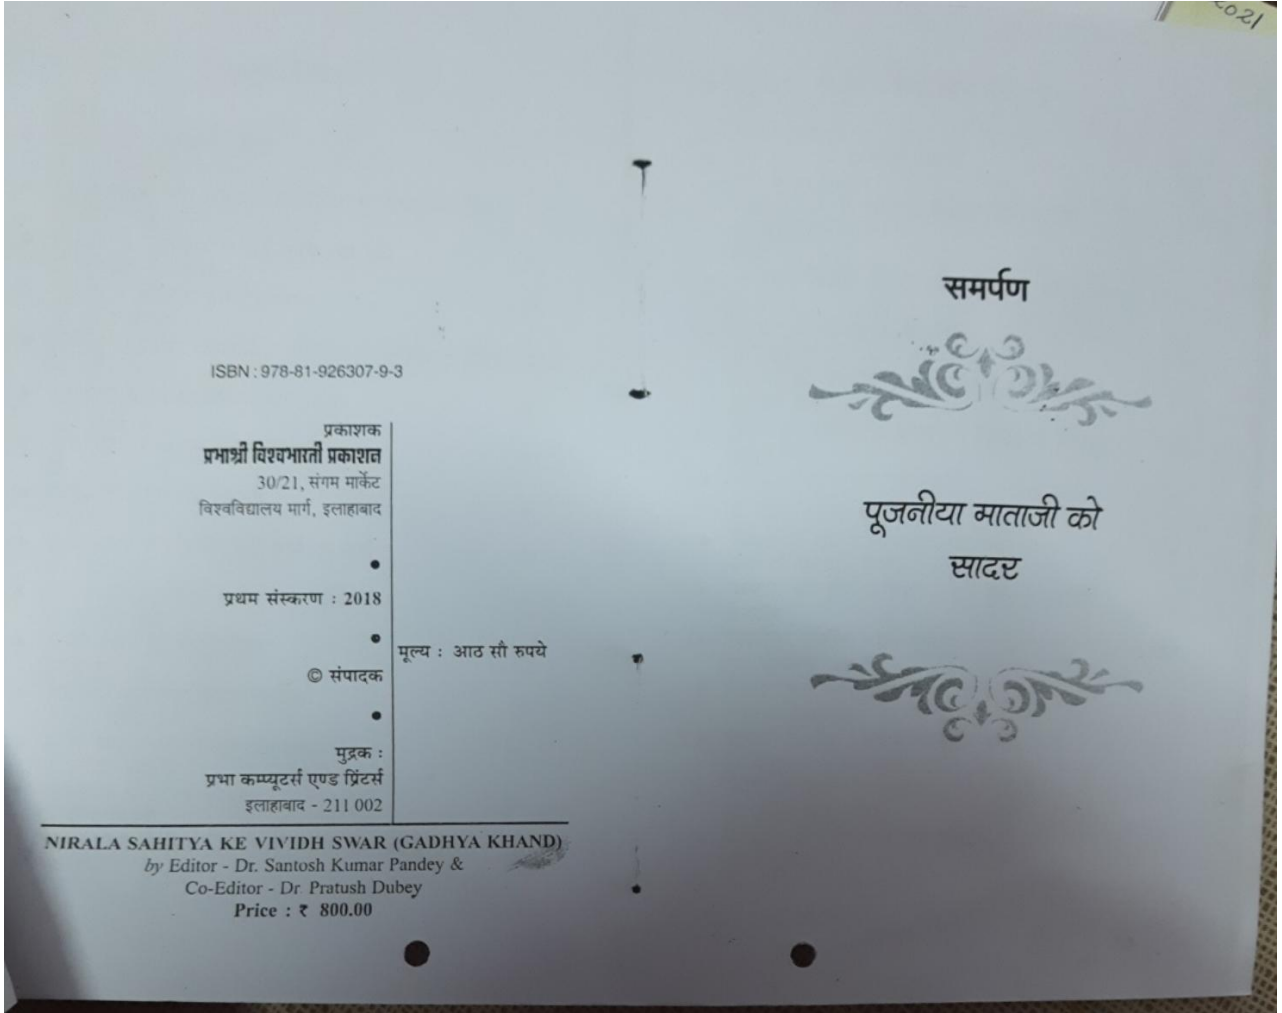 ISBN : 978-81-926307-9-3
प्रकाशक
प्रभाश्री विश्वभारती प्रकाशन
30/21, संगम मार्केट
विश्वविद्यालय मार्ग, इलाहाबाद
प्रथम संस्करण : 2018
मूल्य : आठ सौ रुपये
© संपादक
मुद्रक :
प्रभा कम्प्यूटर्स एण्ड प्रिंटर्स
इलाहाबाद - 211 002
NIRALA SAHITYA KE VIVIDH SWAR (GADHYA KHAND)
by Editor - Dr. Santosh Kumar Pandey &
Co-Editor - Dr. Pratush Dubey
Price : ₹ 800.00
समर्पण
पूजनीया माताजी को
सादर